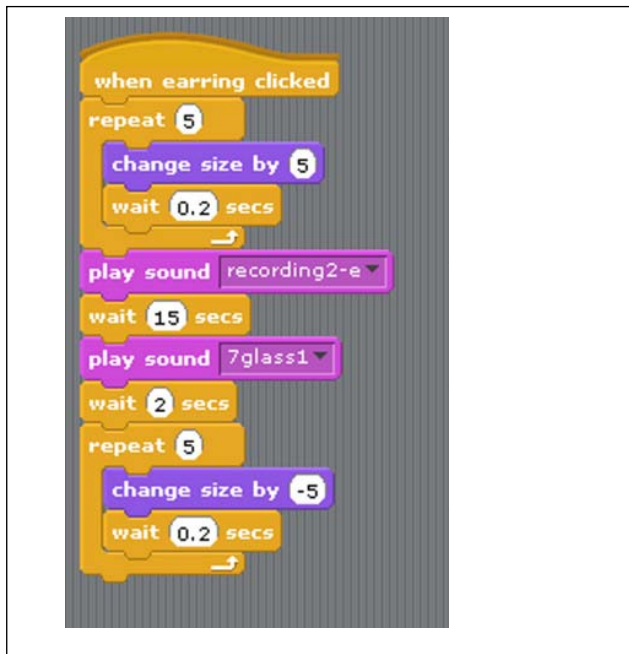 when earring clicked
repeat 5
change size by 5
wait 0.2 secs
play sound recording2-e
wait 15 secs
play sound 7glass1
wait 2 secs
repeat 5
change size by -5
wait 0.2 secs